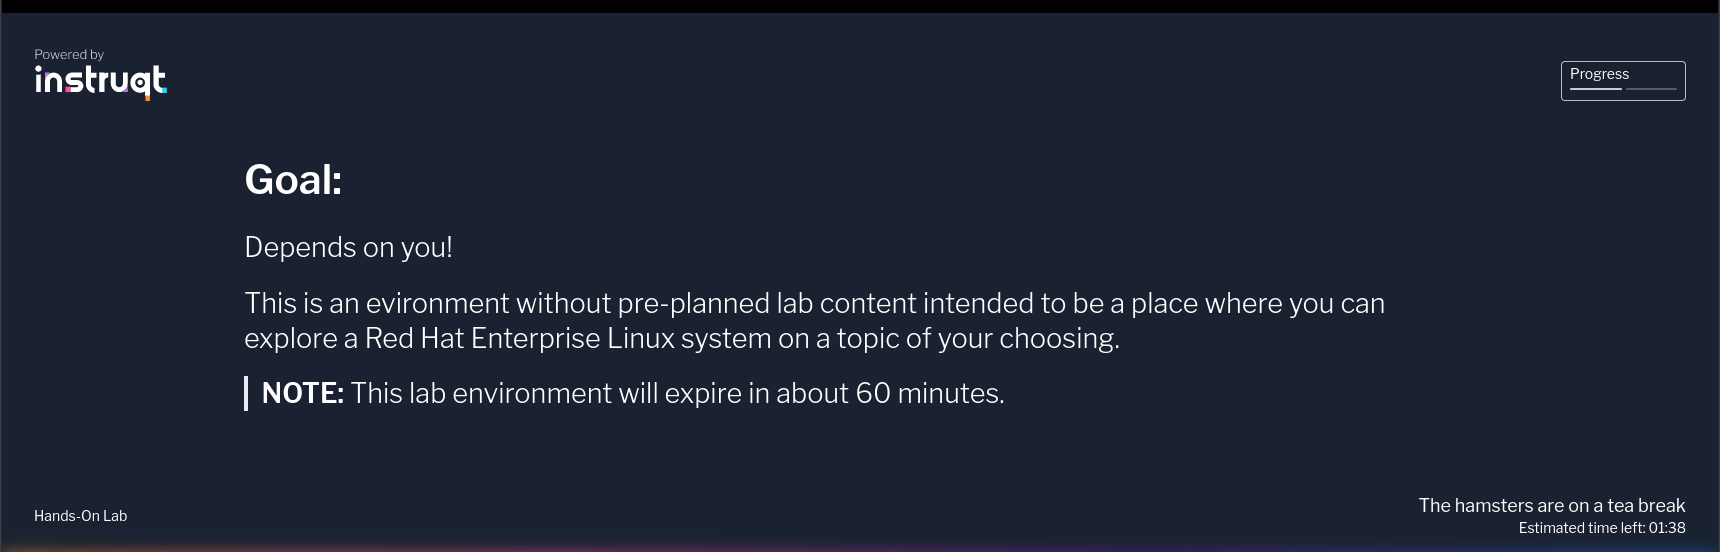 Powered by
instruqt
Progress
Goal:
Depends on you!
This is an evironment without pre-planned lab content intended to be a place where you can
explore a Red Hat Enterprise Linux system on a topic of your choosing.
NOTE: This lab environment will expire in about 60 minutes.
The hamsters are on a tea break
Hands-On Lab
Estimated time left: 01:38